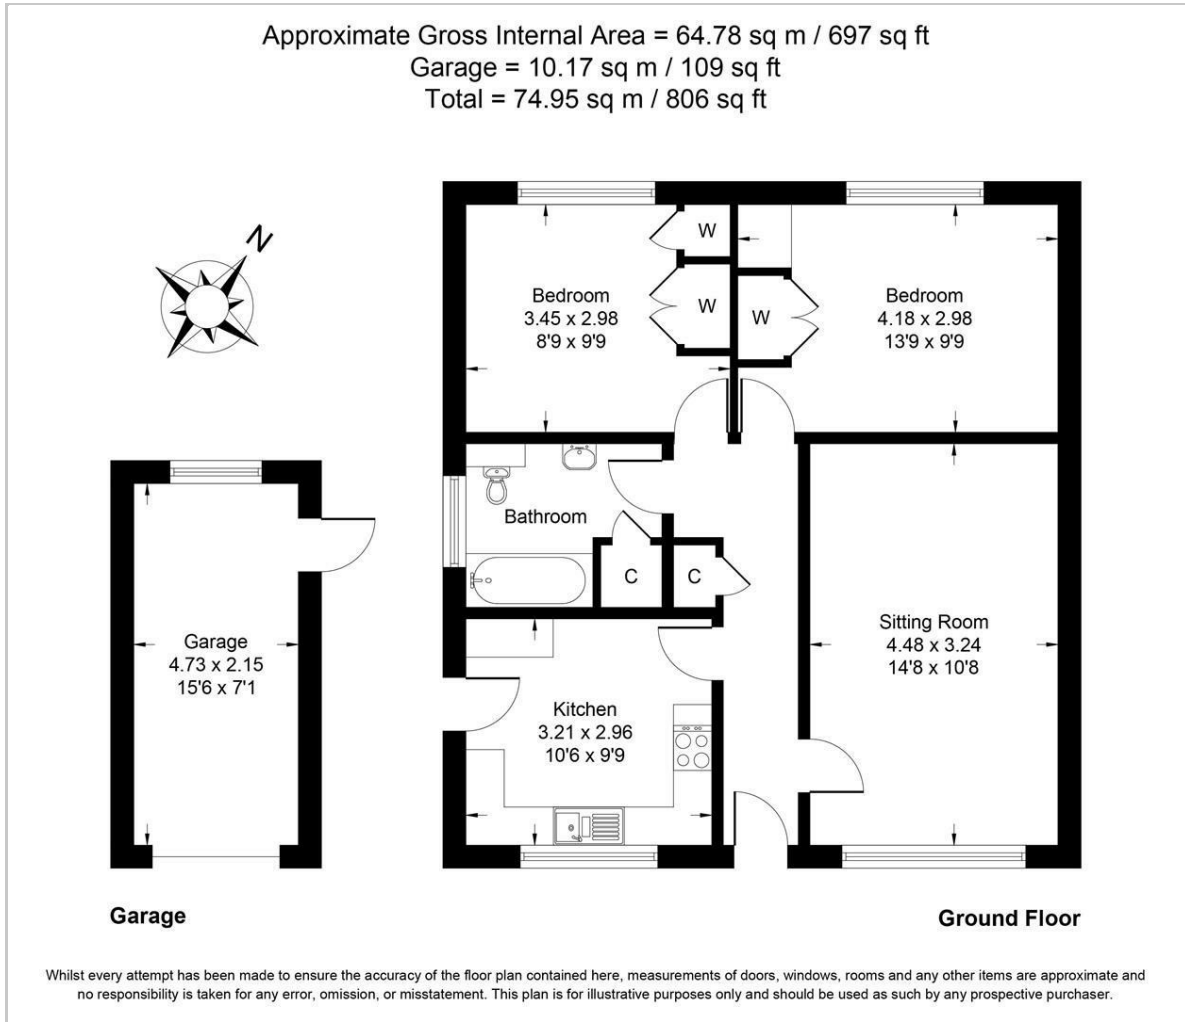 Approximate Gross Internal Area = 64.78 sq m / 697 sq ft
Garage = 10.17 sq m / 109 sq ft
Total = 74.95 sq m / 806 sq ft
N
W
W
W
Bedroom
3.45 x 2.98
8'9 x 9'9
Bedroom
4.18 x 2.98
13'9 x 9'9
Bathroom
C
C
Garage
4.73 x 2.15
15'6 x 7'1
Sitting Room
4.48 x 3.24
14'8 x 10'8
Kitchen
3.21 x 2.96
10'6 x 9'9
Garage
Ground Floor
Whilst every attempt has been made to ensure the accuracy of the floor plan contained here, measurements of doors, windows, rooms and any other items are approximate and
no responsibility is taken for any error, omission, or misstatement. This plan is for illustrative purposes only and should be used as such by any prospective purchaser.